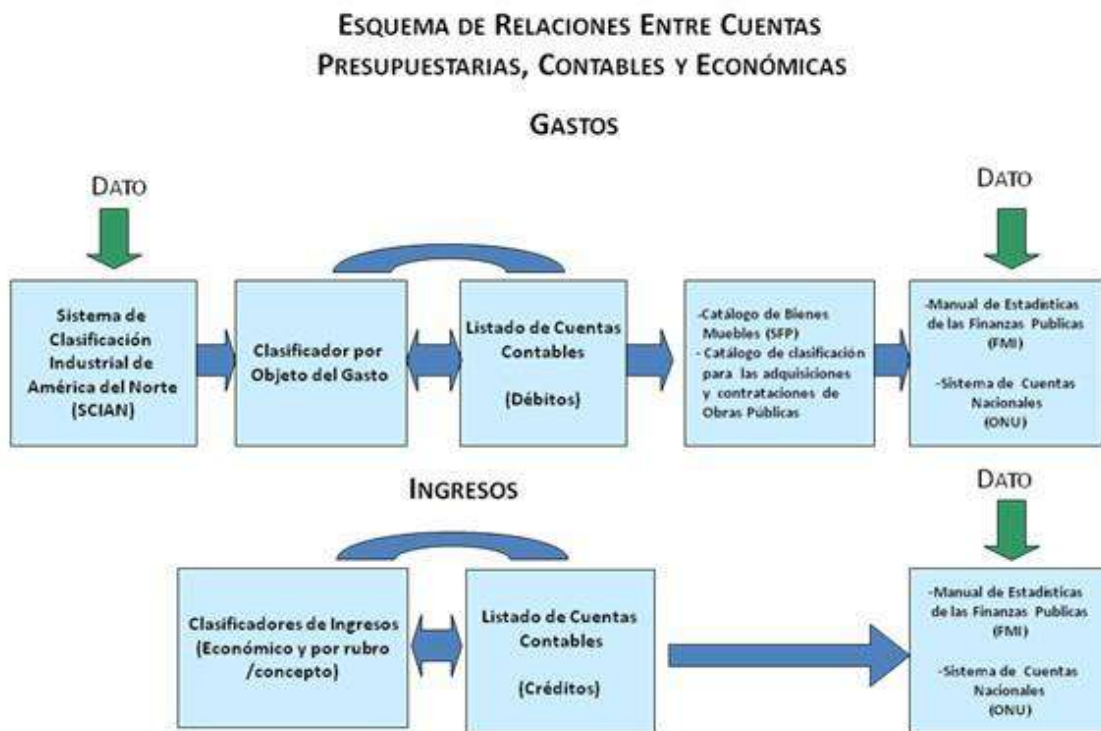 ESQUEMA DE RELACIONES ENTRE CUENTAS
PRESUPUESTARIAS, CONTABLES Y ECONÓMICAS
GASTOS
DATO
DATO
Sistema de
Clasificación
Industrial de
América del Norte
(SCIAN)
Clasificador por
Objeto del Gasto
Listado de Cuentas
Contables
(Débitos)
-Catálogo de Bienes
Muebles (SFP)
- Catálogo de clasificación
para las adquisiciones
y contrataciones de
Obras Públicas
-Manual de Estadísticas
de las Finanzas Publicas
(FMI)
-Sistema de Cuentas
Nacionales
(ONU)
INGRESOS
DATO
Clasificadores de Ingresos
(Económico y por rubro
/concepto)
Listado de Cuentas
Contables
(Créditos)
-Manual de Estadísticas
de las Finanzas Publicas
(FMI)
-Sistema de Cuentas
Nacionales
(ONU)